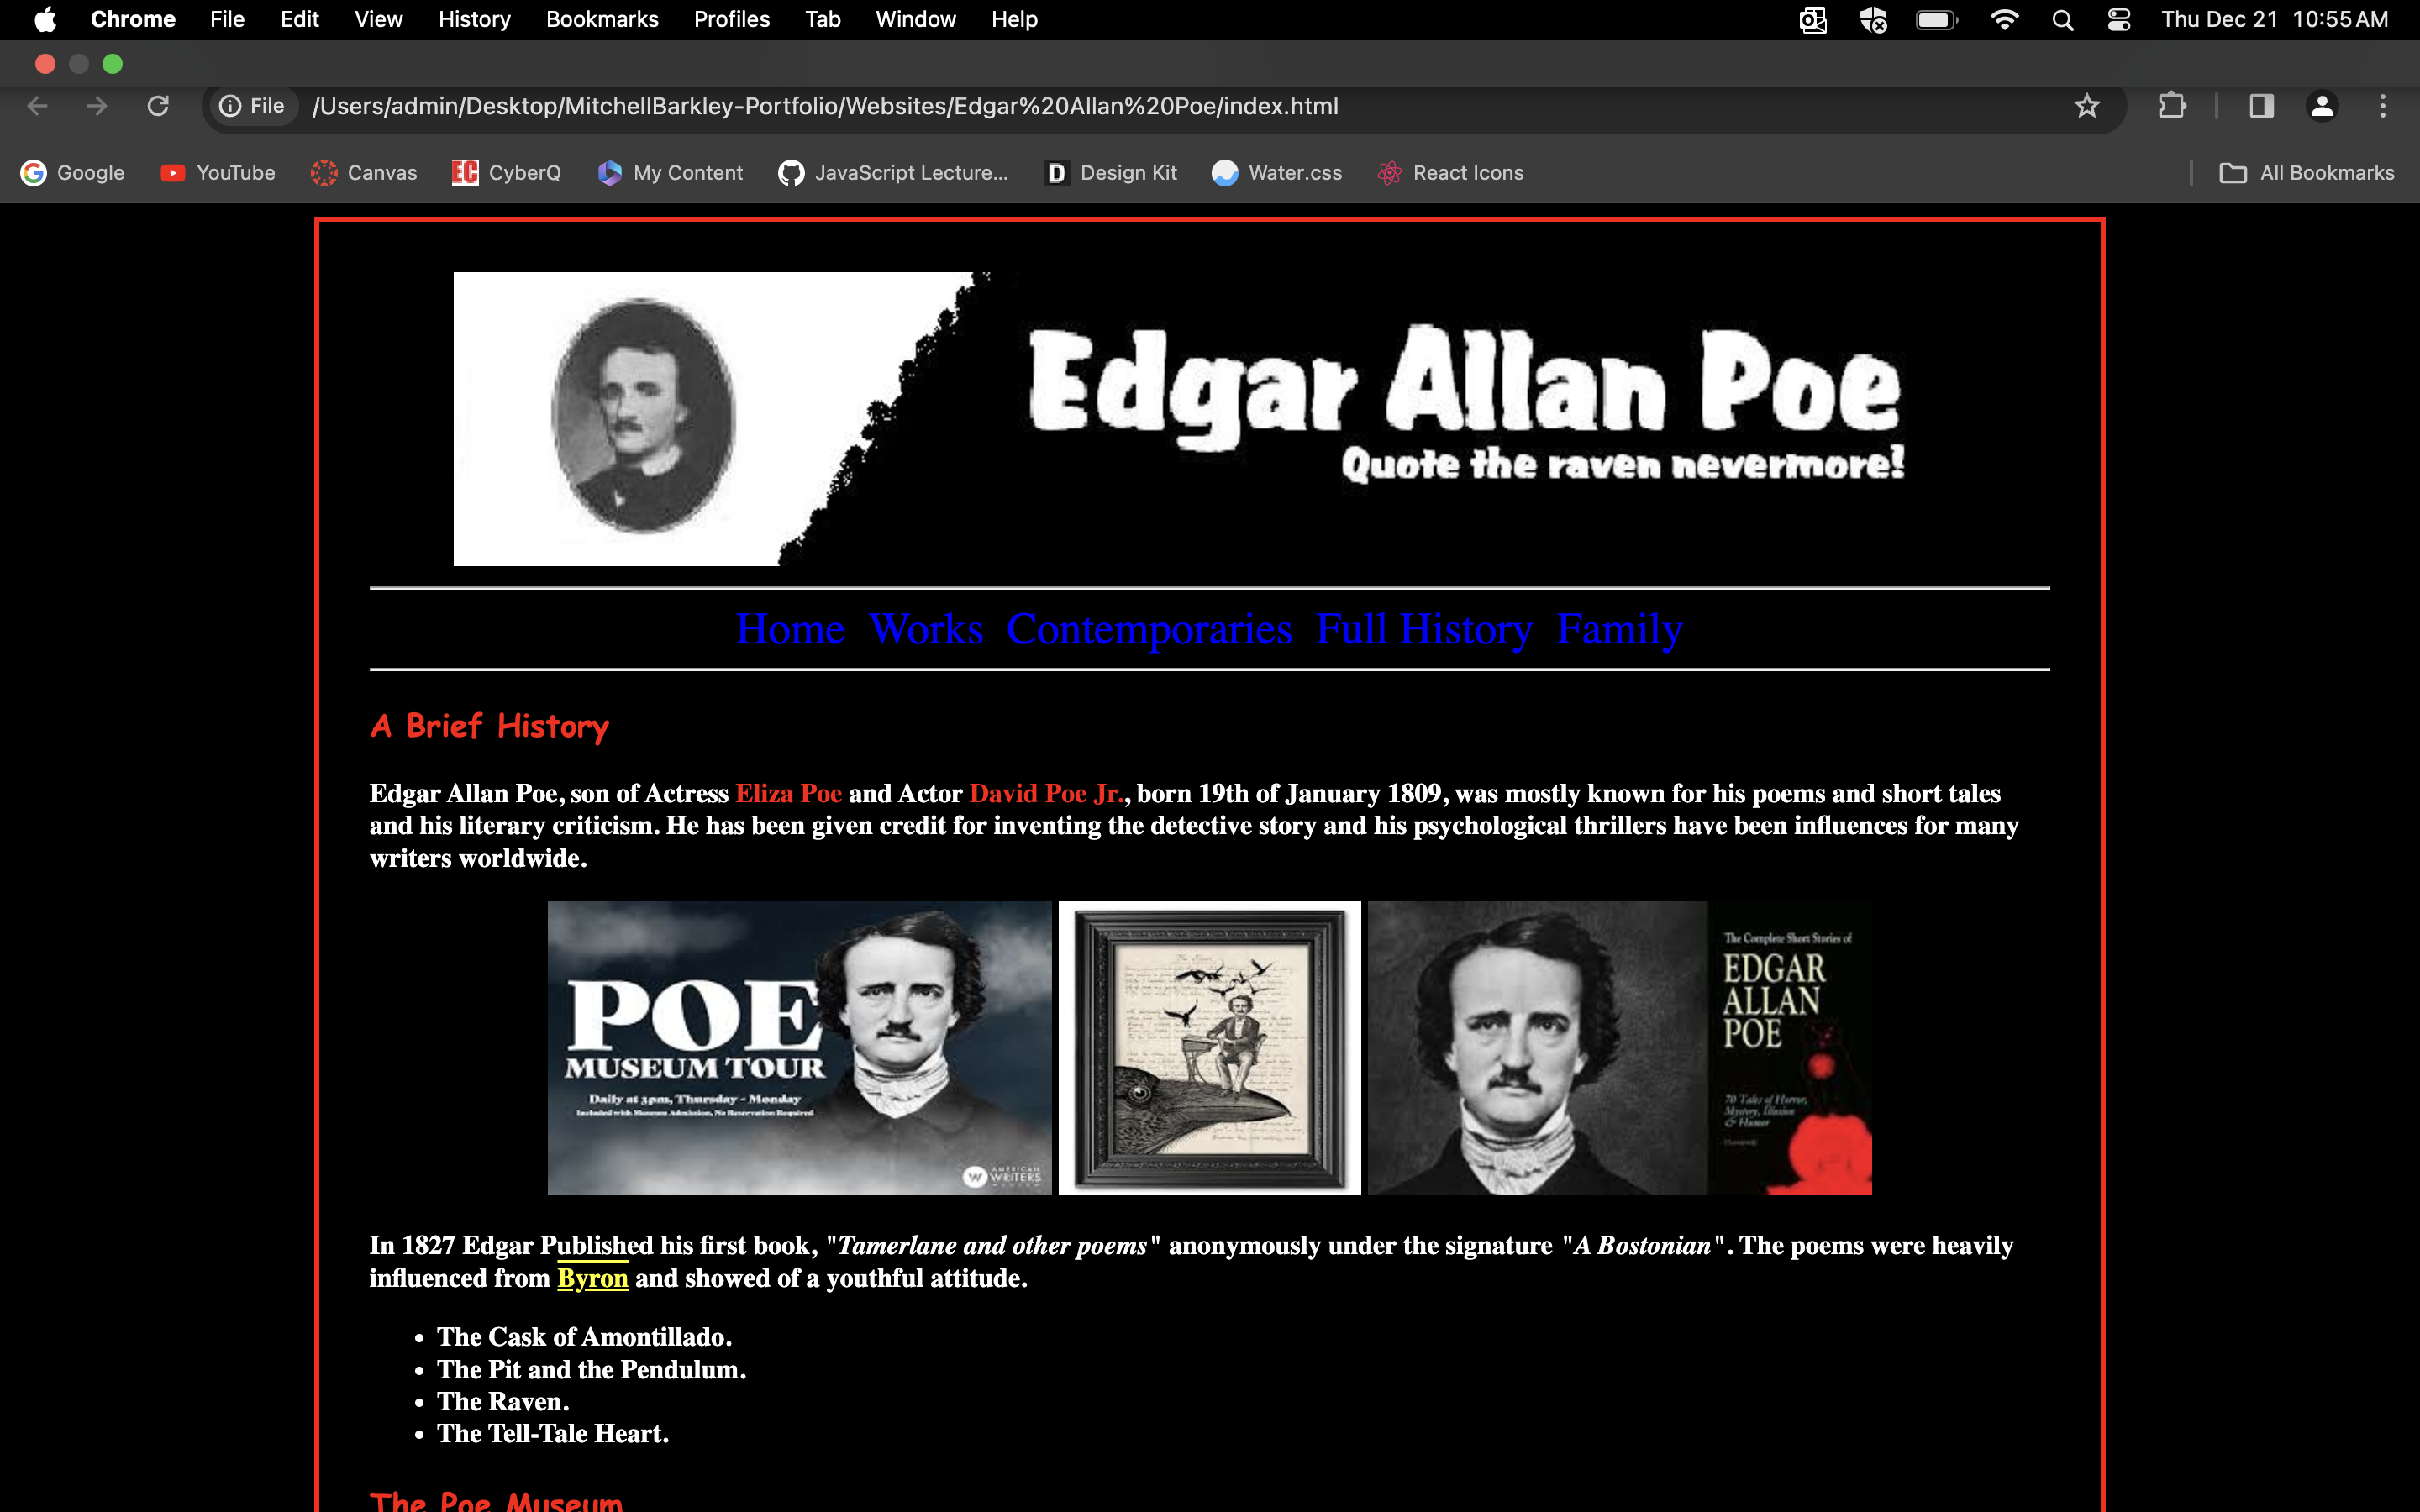 Chrome File Edit View History Bookmarks Profiles Tab Window Help Thu Dec 21 10:55 AM
File /Users/admin/Desktop/MitchellBarkley-Portfolio/Websites/Edgar%20Allan%20Poe/index.html
Google YouTube Canvas EC CyberQ My Content JavaScript Lecture... D Design Kit Water.css React Icons All Bookmarks
Edgar Allan Poe
Quote the raven nevermore!
Home Works Contemporaries Full History Family
A Brief History
Edgar Allan Poe, son of Actress Eliza Poe and Actor David Poe Jr., born 19th of January 1809, was mostly known for his poems and short tales
and his literary criticism. He has been given credit for inventing the detective story and his psychological thrillers have been influences for many
writers worldwide.
POE
MUSEUM TOUR
Daily at 3pm, Thursday - Monday
Included with Museum Admission, No Reservation Required
AMERICAN
WRITERS
The Raven
The Complete Short Stories of
EDGAR
ALLAN
POE
70 Tales of Horror,
Mystery, Illusion
& Humor
In 1827 Edgar Published his first book, "Tamerlane and other poems" anonymously under the signature "A Bostonian". The poems were heavily
influenced from Byron and showed of a youthful attitude.
The Cask of Amontillado.
The Pit and the Pendulum.
The Raven.
The Tell-Tale Heart.
The Poe Museum